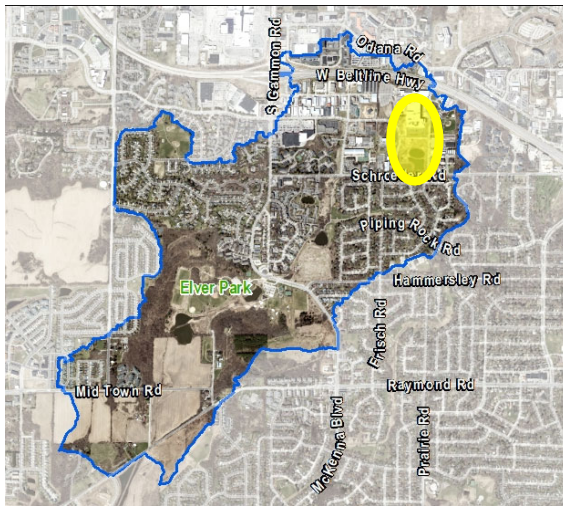 S Gammon Rd
Odana Rd
W Beltline Hwy
Schroeder Rd
Piping Rock Rd
Elver Park
Hammersley Rd
Frisch Rd
Mid Town Rd
Raymond Rd
McKenna Blvd
Prairie Rd